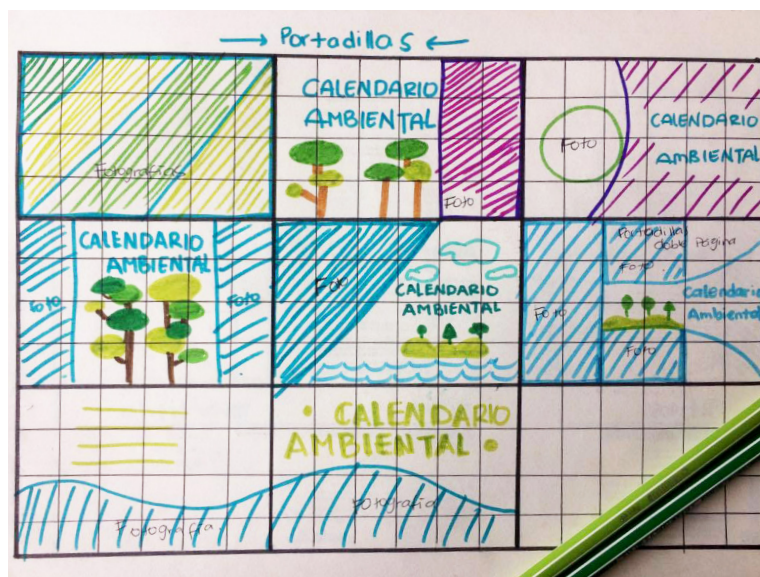 → Portadillas ←
Fotografías
CALENDARIO
AMBIENTAL
Foto
Foto
CALENDARIO
AMBIENTAL
Foto
CALENDARIO
AMBIENTAL
Foto
Foto
CALENDARIO
AMBIENTAL
Foto
Portadilla
doble Página
Foto
Calendario
Ambiental
Foto
Fotografía
• CALENDARIO
AMBIENTAL •
Fotografía